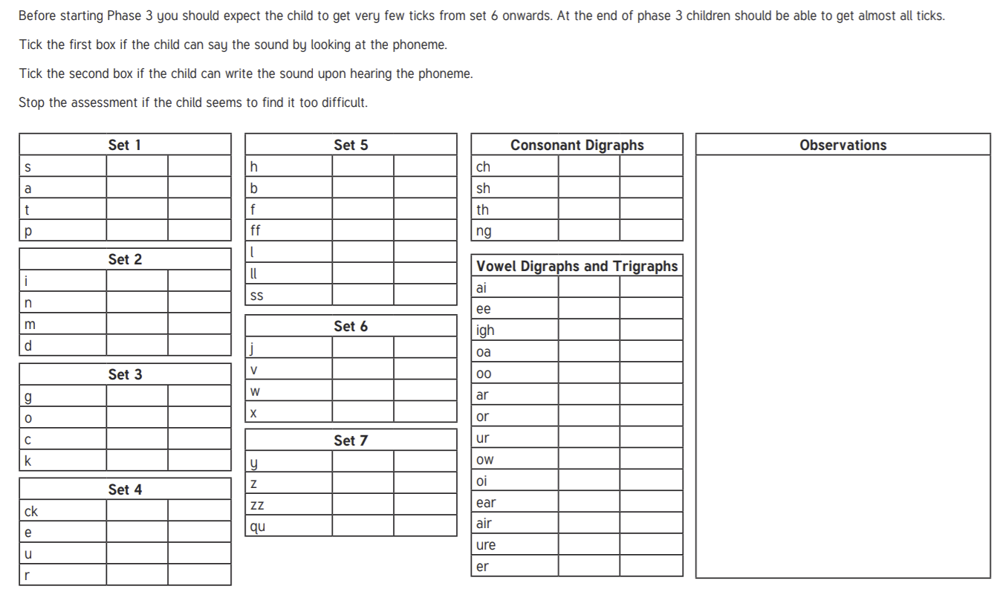 Before starting Phase 3 you should expect the child to get very few ticks from set 6 onwards. At the end of phase 3 children should be able to get almost all ticks.
Tick the first box if the child can say the sound by looking at the phoneme.
Tick the second box if the child can write the sound upon hearing the phoneme.
Stop the assessment if the child seems to find it too difficult.
Set 1
s
a
t
p
Set 2
i
n
m
d
Set 3
g
o
c
k
Set 4
ck
e
u
r
Set 5
h
b
f
ff
l
ll
ss
Set 6
j
v
w
x
Set 7
y
z
zz
qu
Consonant Digraphs
ch
sh
th
ng
Vowel Digraphs and Trigraphs
ai
ee
igh
oa
oo
ar
or
ur
ow
oi
ear
air
ure
er
Observations